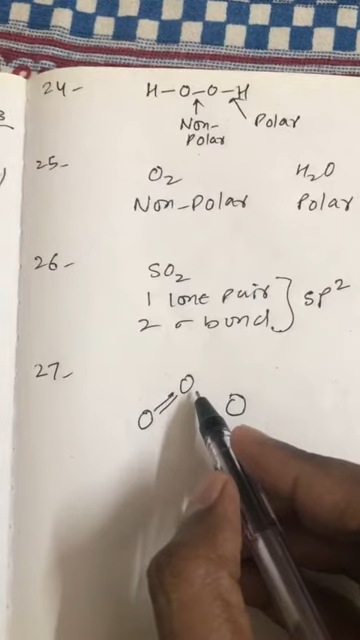 24- H-O-O-H
Non-Polar Polar
25- O2 H2O
Non-Polar Polar
26- SO2
1 lone pair } SP2
2 σ bond
27- O=O O